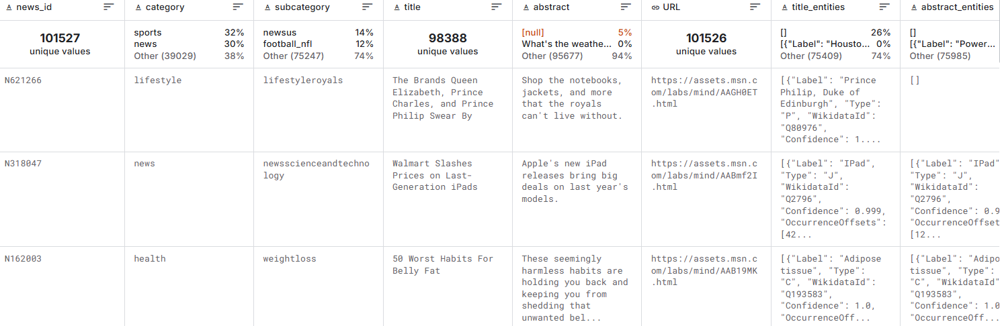 news_id
category
subcategory
title
abstract
URL
title_entities
abstract_entities
101527
unique values
sports 32%
news 30%
Other (39029) 38%
newsus 14%
football_nfl 12%
Other (75247) 74%
98388
unique values
[null] 5%
What's the weathe... 0%
Other (95677) 94%
101526
unique values
[] 26%
[{"Label": "Housto... 0%
Other (75409) 74%
[]
[{"Label": "Power...
Other (75985)
N621266
lifestyle
lifestyleroyals
The Brands Queen
Elizabeth, Prince
Charles, and Prince
Philip Swear By
Shop the notebooks,
jackets, and more
that the royals
can't live without.
https://assets.msn.c
om/labs/mind/AAGH0ET
.html
[{"Label": "Prince
Philip, Duke of
Edinburgh", "Type":
"P", "WikidataId":
"Q80976",
"Confidence": 1....
[]
N318047
news
newsscienceandtechno
logy
Walmart Slashes
Prices on Last-
Generation iPads
Apple's new iPad
releases bring big
deals on last year's
models.
https://assets.msn.c
om/labs/mind/AABmf2I
.html
[{"Label": "IPad",
"Type": "J",
"WikidataId":
"Q2796",
"Confidence": 0.999,
"OccurrenceOffsets":
[42...
[{"Label": "IPad"
"Type": "J",
"WikidataId":
"Q2796",
"Confidence": 0.9
"OccurrenceOffset
[12...
N162003
health
weightloss
50 Worst Habits For
Belly Fat
These seemingly
harmless habits are
holding you back and
keeping you from
shedding that
unwanted bel...
https://assets.msn.c
om/labs/mind/AAB19MK
.html
[{"Label": "Adipose
tissue", "Type":
"C", "WikidataId":
"Q193583",
"Confidence": 1.0,
"OccurrenceOff...
[{"Label": "Adipo
tissue", "Type":
"C", "WikidataId"
"Q193583",
"Confidence": 1.0
"OccurrenceOff...